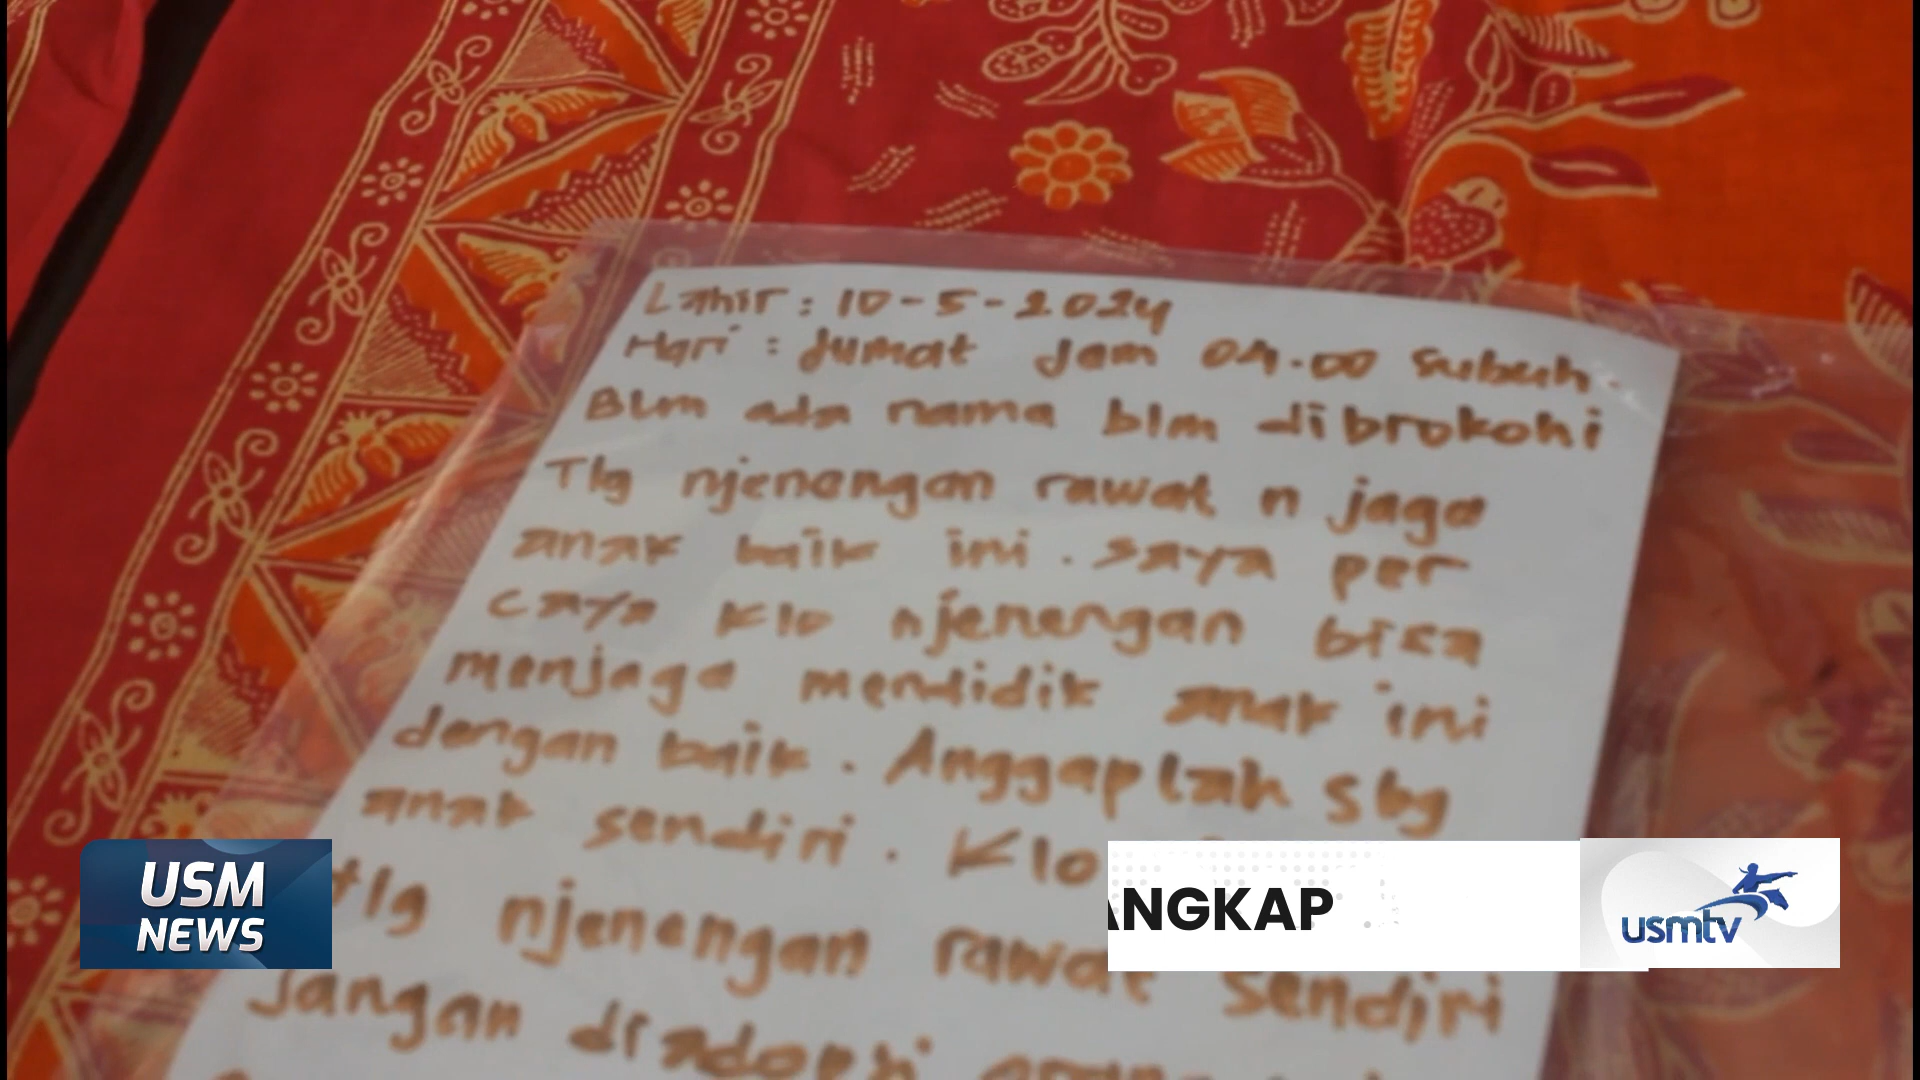 Lahir : 10-5-2024
Hari : Jumat Jam 04.00 Subuh.
Blm ada nama blm dibrokohi
Tlg njenengan rawat n jaga
anak baik ini. saya per
caya klo njenengan bisa
menjaga mendidik anak ini
dengan baik. Anggaplah sbg
anak sendiri. Klo
tlg njenengan rawat sendiri
Jangan diadopsi
USM
NEWS
ANGKAP
usmtv